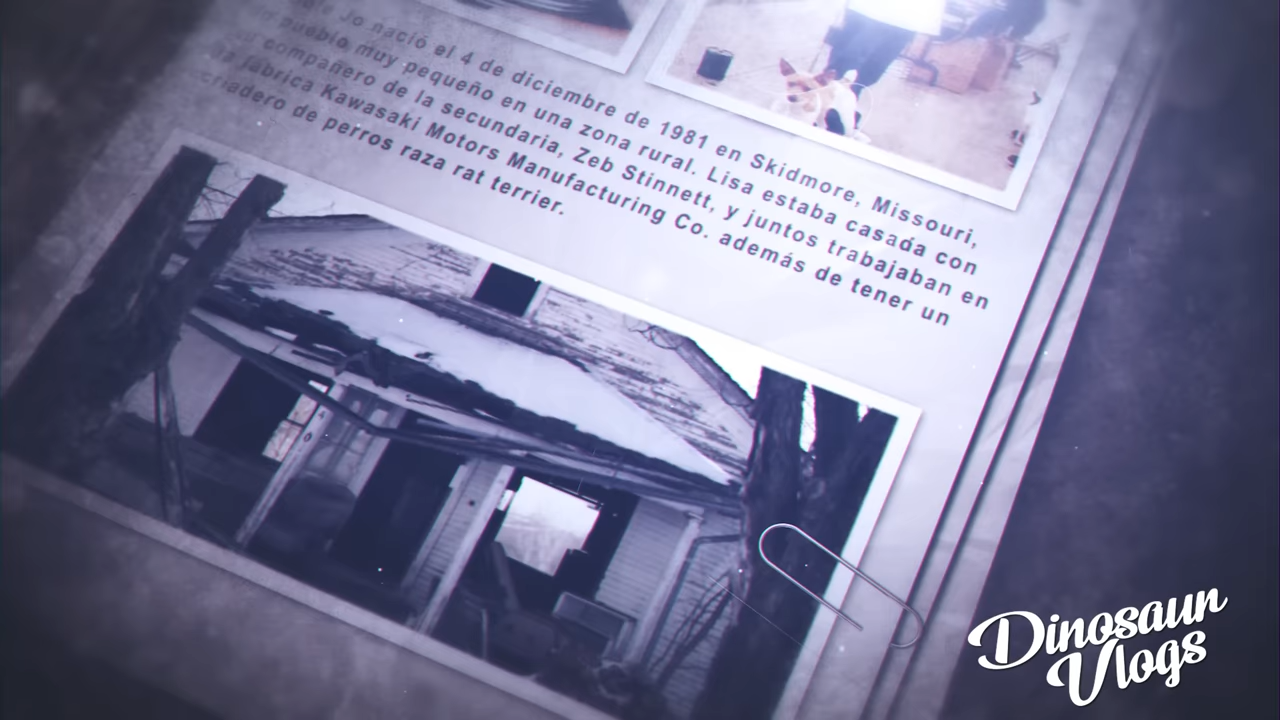 Jo nació el 4 de diciembre de 1981 en Skidmore, Missouri,
pueblo muy pequeño en una zona rural. Lisa estaba casada con
compañero de la secundaria, Zeb Stinnett, y juntos trabajaban en
fábrica Kawasaki Motors Manufacturing Co. además de tener un
de perros raza rat terrier.
Dinosaur
Vlogs